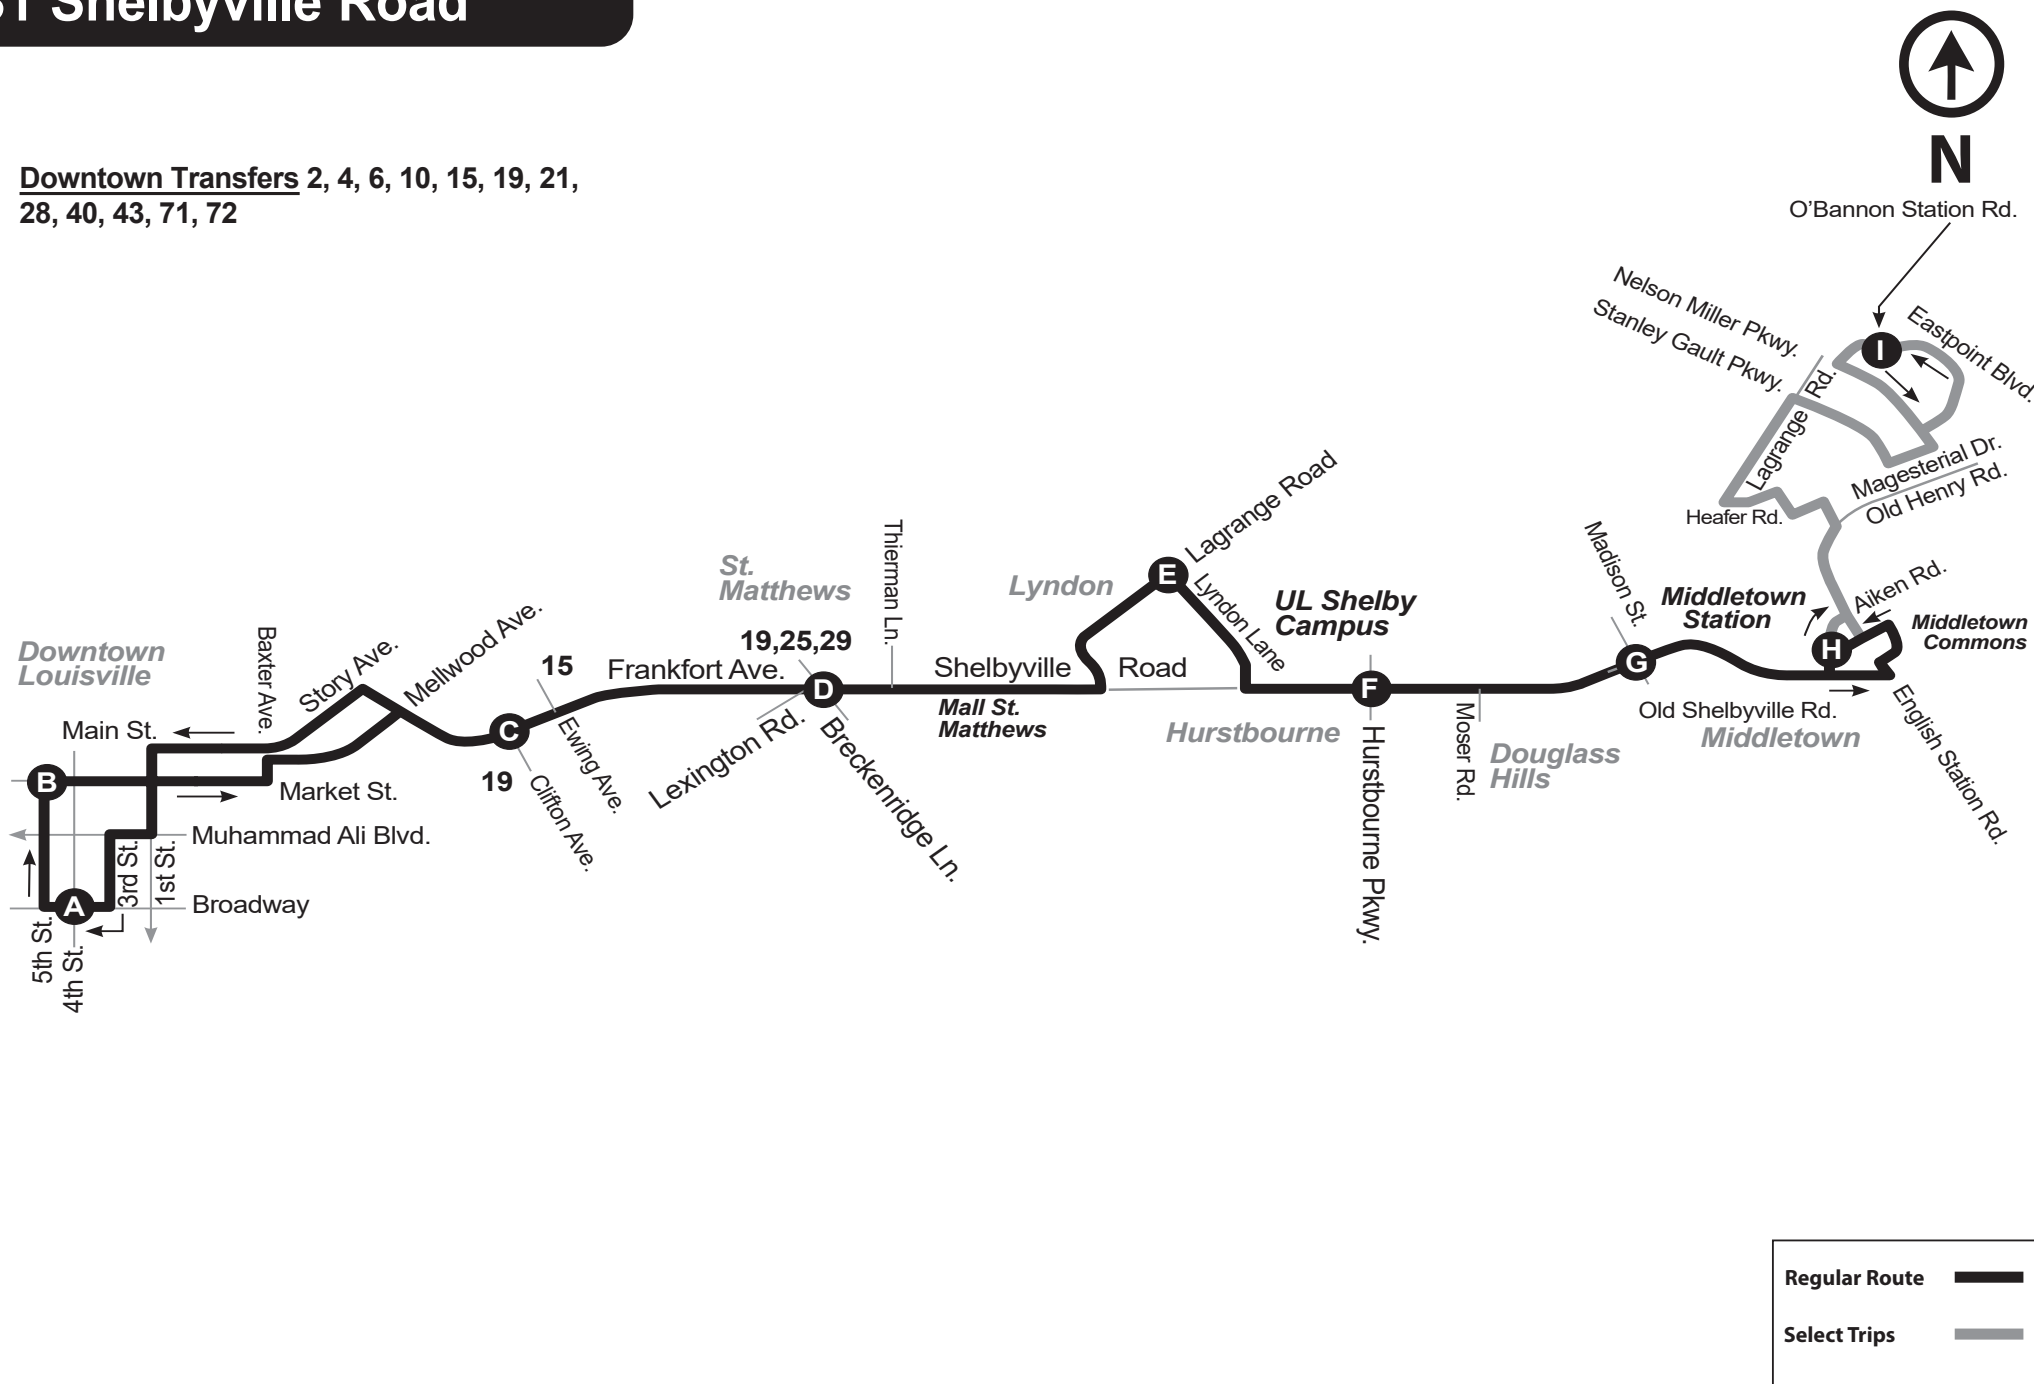 Shelbyville Road
N
O'Bannon Station Rd.
Downtown Transfers 2, 4, 6, 10, 15, 19, 21,
28, 40, 43, 71, 72
Nelson Miller Pkwy.
Stanley Gault Pkwy.
I
Eastpoint Blvd.
Lagrange Rd.
Magesterial Dr.
Old Henry Rd.
Heafer Rd.
Aiken Rd.
Middletown
Station
Middletown
Commons
H
Madison St.
G
Old Shelbyville Rd.
Middletown
English Station Rd.
Lagrange Road
E
Lyndon
Lyndon Lane
UL Shelby
Campus
F
Hurstbourne
Hurstbourne Pkwy.
Moser Rd.
Douglass
Hills
St.
Matthews
Thierman Ln.
19,25,29
Frankfort Ave.
D
Shelbyville Road
Mall St.
Matthews
Lexington Rd.
Breckenridge Ln.
15
Ewing Ave.
C
19
Clifton Ave.
Mellwood Ave.
Story Ave.
Baxter Ave.
Downtown
Louisville
Main St.
B
Market St.
Muhammad Ali Blvd.
3rd St.
1st St.
A
Broadway
5th St.
4th St.
Regular Route
Select Trips